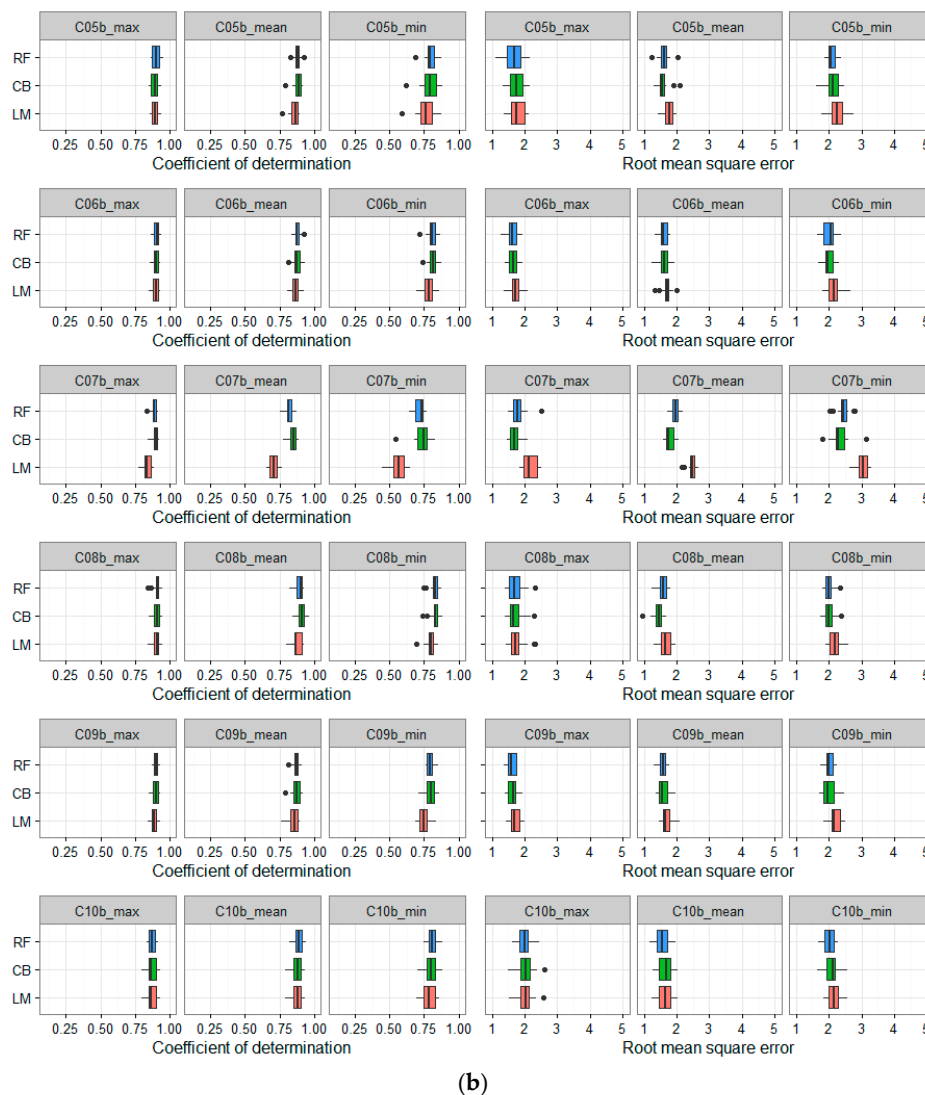 C05b_max C05b_mean C05b_min C05b_max C05b_mean C05b_min
RF
CB
LM
0.25 0.50 0.75 1.00 0.25 0.50 0.75 1.00 0.25 0.50 0.75 1.00 1 2 3 4 5 1 2 3 4 5 1 2 3 4 5
Coefficient of determination Root mean square error
C06b_max C06b_mean C06b_min C06b_max C06b_mean C06b_min
RF
CB
LM
0.25 0.50 0.75 1.00 0.25 0.50 0.75 1.00 0.25 0.50 0.75 1.00 1 2 3 4 5 1 2 3 4 5 1 2 3 4 5
Coefficient of determination Root mean square error
C07b_max C07b_mean C07b_min C07b_max C07b_mean C07b_min
RF
CB
LM
0.25 0.50 0.75 1.00 0.25 0.50 0.75 1.00 0.25 0.50 0.75 1.00 1 2 3 4 5 1 2 3 4 5 1 2 3 4 5
Coefficient of determination Root mean square error
C08b_max C08b_mean C08b_min C08b_max C08b_mean C08b_min
RF
CB
LM
0.25 0.50 0.75 1.00 0.25 0.50 0.75 1.00 0.25 0.50 0.75 1.00 1 2 3 4 5 1 2 3 4 5 1 2 3 4 5
Coefficient of determination Root mean square error
C09b_max C09b_mean C09b_min C09b_max C09b_mean C09b_min
RF
CB
LM
0.25 0.50 0.75 1.00 0.25 0.50 0.75 1.00 0.25 0.50 0.75 1.00 1 2 3 4 5 1 2 3 4 5 1 2 3 4 5
Coefficient of determination Root mean square error
C10b_max C10b_mean C10b_min C10b_max C10b_mean C10b_min
RF
CB
LM
0.25 0.50 0.75 1.00 0.25 0.50 0.75 1.00 0.25 0.50 0.75 1.00 1 2 3 4 5 1 2 3 4 5 1 2 3 4 5
Coefficient of determination Root mean square error
(b)